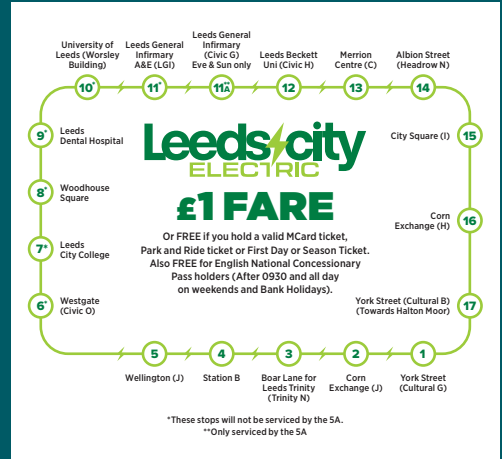 University of
Leeds (Worsley
Building)
10*
Leeds General
Infirmary
A&E (LGI)
11*
Leeds General
Infirmary
(Civic G)
Eve & Sun only
11A**
Leeds Beckett
Uni (Civic H)
12
Merrion
Centre (C)
13
Albion Street
(Headrow N)
14
9*
Leeds
Dental Hospital
8*
Woodhouse
Square
7*
Leeds
City College
6*
Westgate
(Civic O)
Leeds city
ELECTRIC
£1 FARE
Or FREE if you hold a valid MCard ticket,
Park and Ride ticket or First Day or Season Ticket.
Also FREE for English National Concessionary
Pass holders (After 0930 and all day
on weekends and Bank Holidays).
City Square (I)
15
Corn
Exchange (H)
16
York Street (Cultural B)
(Towards Halton Moor)
17
5
Wellington (J)
4
Station B
3
Boar Lane for
Leeds Trinity
(Trinity N)
2
Corn
Exchange (J)
1
York Street
(Cultural G)
*These stops will not be serviced by the 5A.
**Only serviced by the 5A